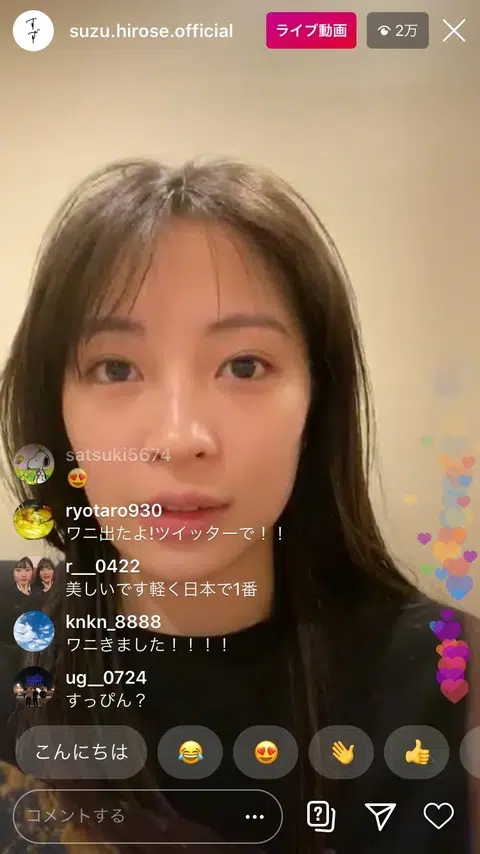 すず
suzu.hirose.official
ライブ動画
2万
satsuki5674
ryotaro930
ワニ出たよ!ツイッターで！！
r___0422
美しいです軽く日本で1番
knkn_8888
ワニきました！！！！
ug__0724
すっぴん？
こんにちは
コメントする